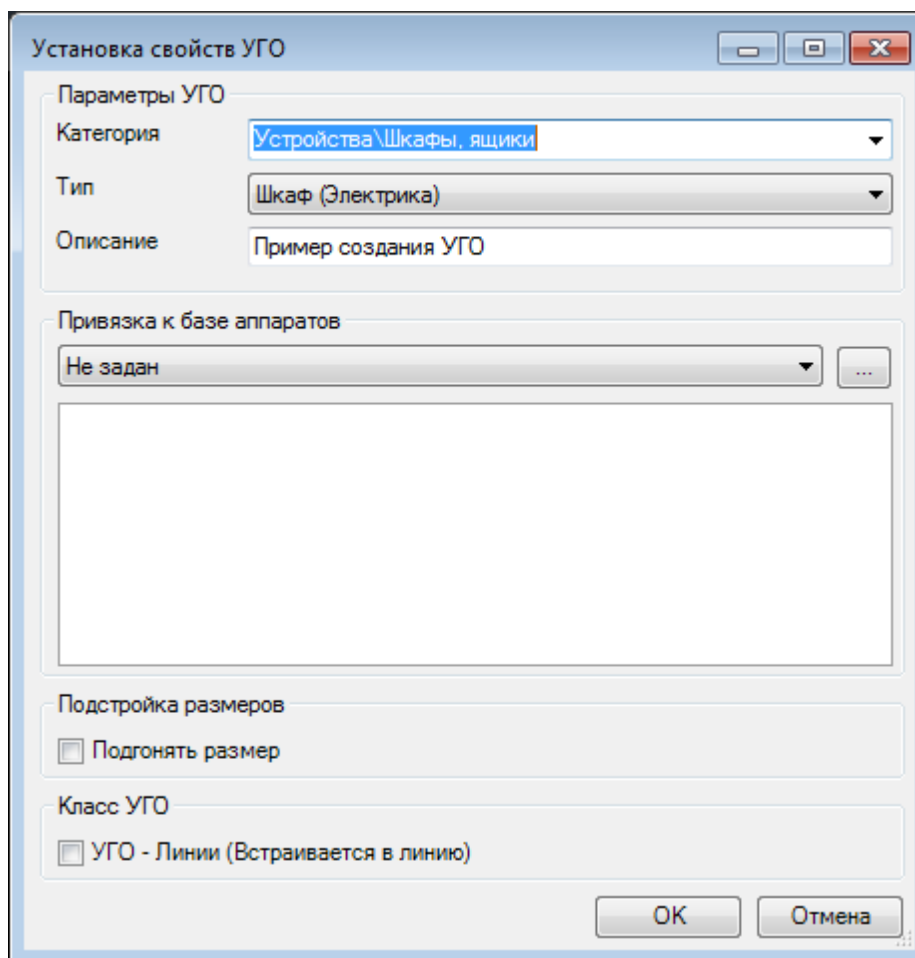 Установка свойств УГО
Параметры УГО
Категория Устройства\Шкафы, ящики
Тип Шкаф (Электрика)
Описание Пример создания УГО
Привязка к базе аппаратов
Не задан ...
Подстройка размеров
Подгонять размер
Класс УГО
УГО - Линии (Встраивается в линию)
OK Отмена